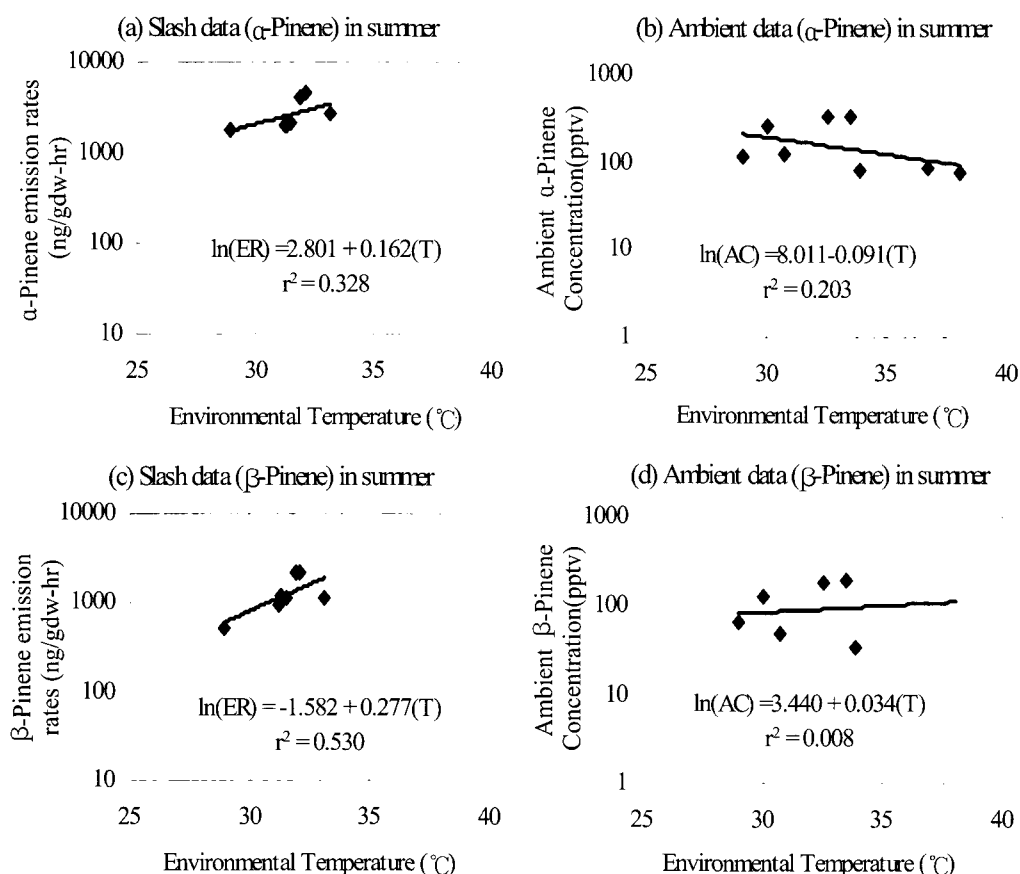 (a) Slash data (α-Pinene) in summer
10000
1000
100
10
25 30 35 40
α-Pinene emission rates
(ng/gdw-hr)
ln(ER) =2.801 + 0.162(T)
r² = 0.328
Environmental Temperature (℃)
(b) Ambient data (α-Pinene) in summer
1000
100
10
1
25 30 35 40
Ambient α-Pinene
Concentration(pptv)
ln(AC) =8.011-0.091(T)
r² = 0.203
Environmental Temperature (℃)
(c) Slash data (β-Pinene) in summer
10000
1000
100
10
25 30 35 40
β-Pinene emission
rates (ng/gdw-hr)
ln(ER) = -1.582 + 0.277(T)
r² = 0.530
Environmental Temperature (℃)
(d) Ambient data (β-Pinene) in summer
1000
100
10
1
25 30 35 40
Ambient β-Pinene
Concentration(pptv)
ln(AC) =3.440 + 0.034(T)
r² = 0.008
Environmental Temperature (℃)